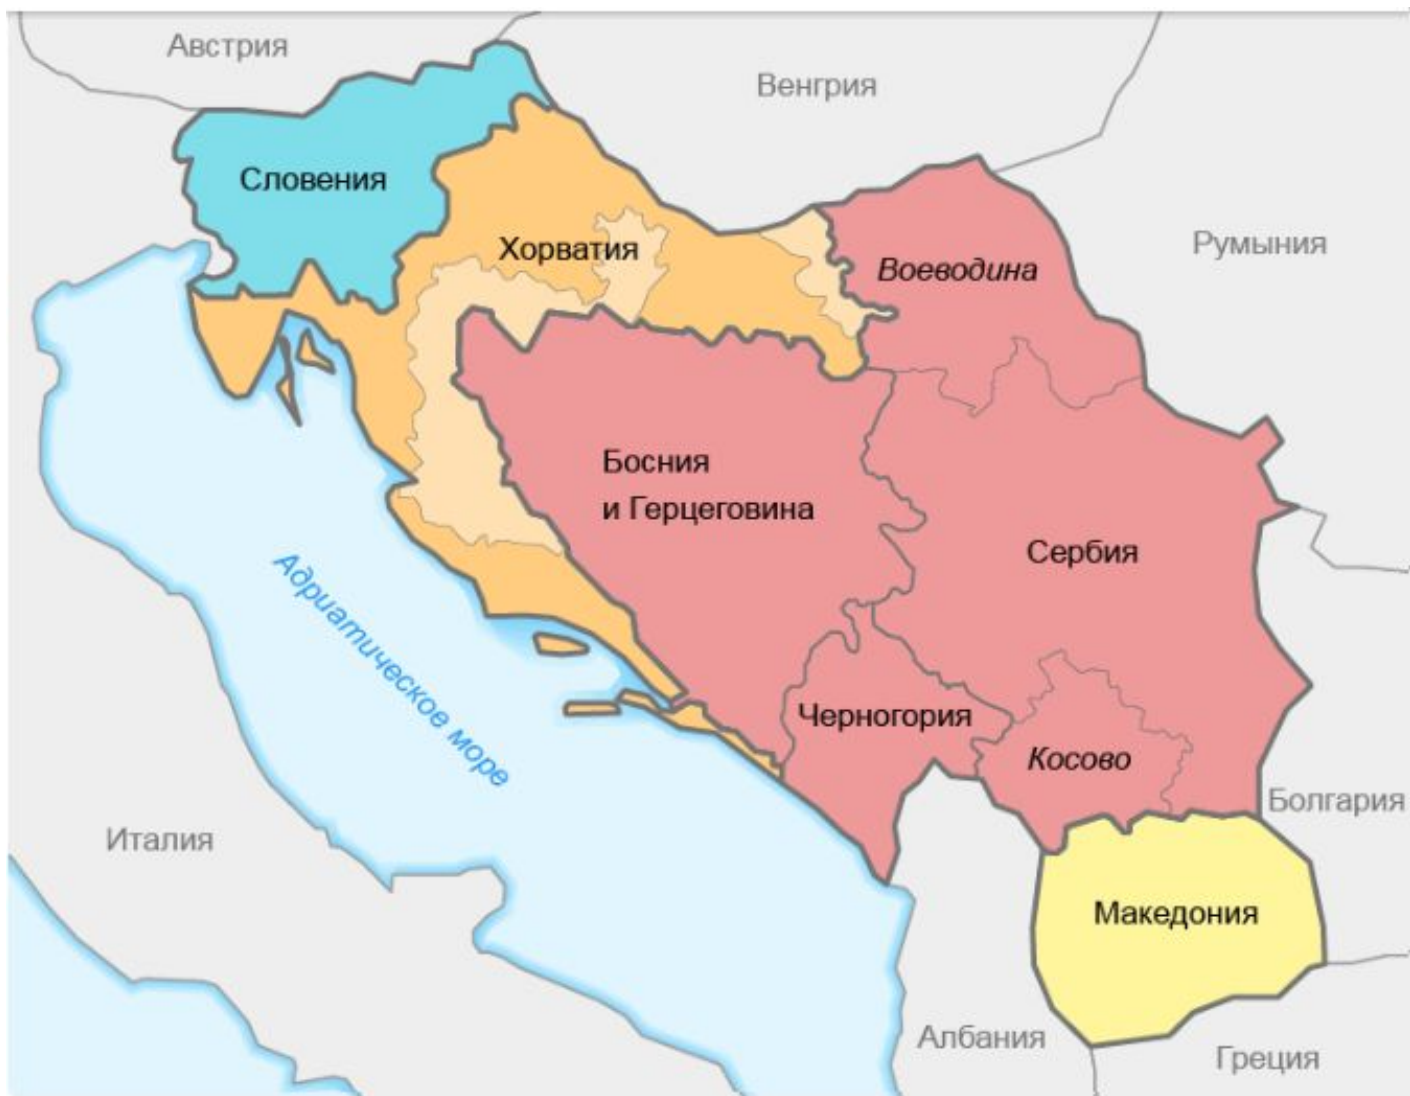 Австрия
Венгрия
Словения
Хорватия
Румыния
Воеводина
Босния
и Герцеговина
Сербия
Адриатическое море
Черногория
Косово
Болгария
Италия
Македония
Албания
Греция